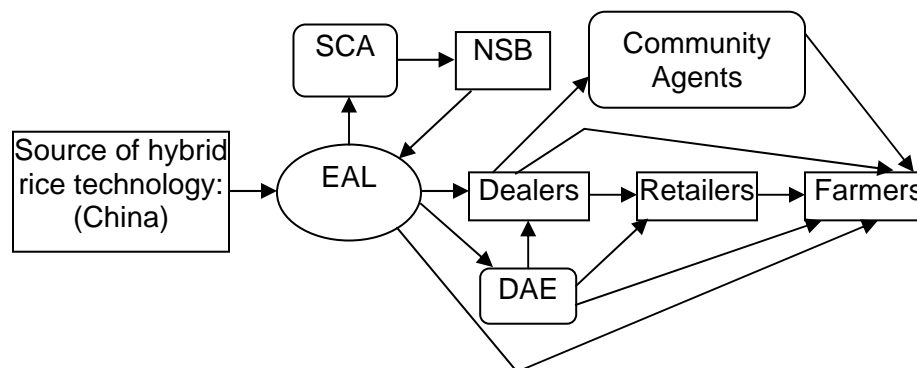 SCA
NSB
Community
Agents
Source of hybrid
rice technology:
(China)
EAL
Dealers
Retailers
Farmers
DAE